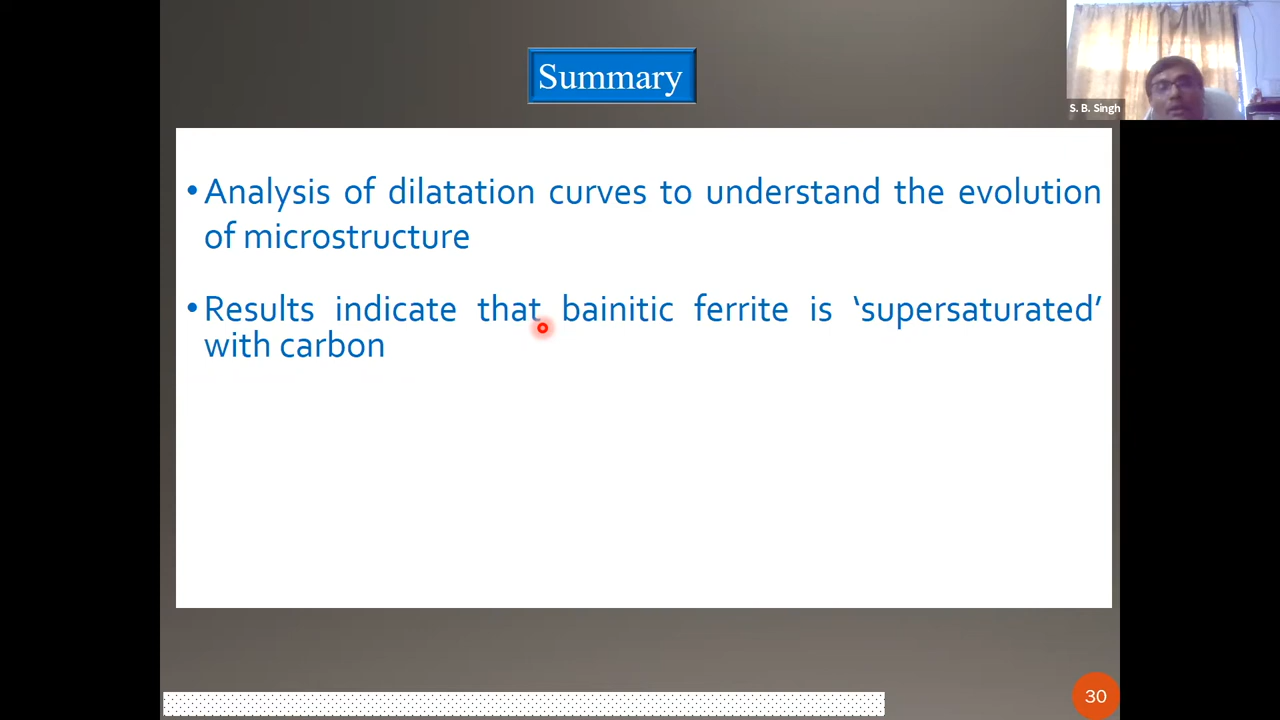 Summary
S. B. Singh
• Analysis of dilatation curves to understand the evolution
of microstructure
• Results indicate that bainitic ferrite is ‘supersaturated’
with carbon
30